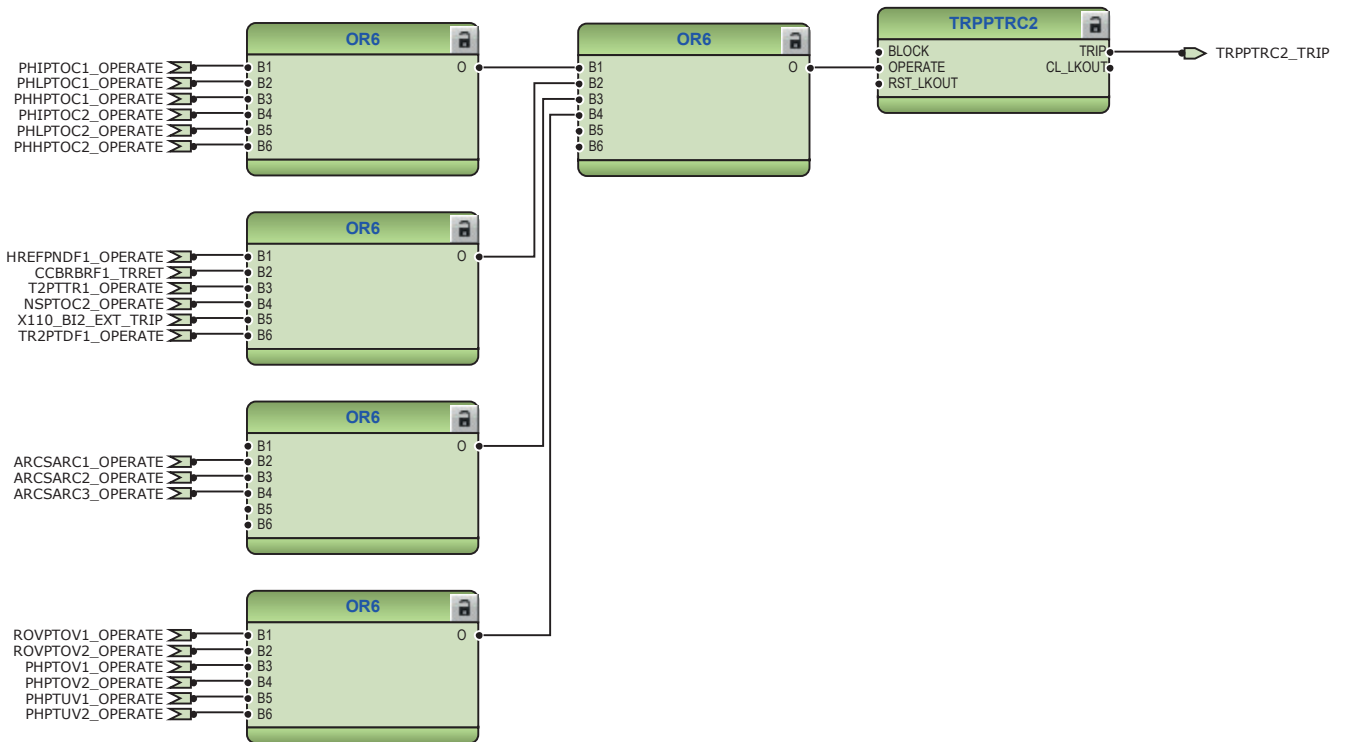 OR6
PHIPTOC1_OPERATE B1 O
PHLPTOC1_OPERATE B2
PHHPTOC1_OPERATE B3
PHIPTOC2_OPERATE B4
PHLPTOC2_OPERATE B5
PHHPTOC2_OPERATE B6
OR6
B1 O
B2
B3
B4
B5
B6
TRPPTRC2
BLOCK TRIP TRPPTRC2_TRIP
OPERATE CL_LKOUT
RST_LKOUT
OR6
HREFPNDF1_OPERATE B1 O
CCBRBRF1_TRRET B2
T2PTTR1_OPERATE B3
NSPTOC2_OPERATE B4
X110_BI2_EXT_TRIP B5
TR2PTDF1_OPERATE B6
OR6
B1 O
ARCSARC1_OPERATE B2
ARCSARC2_OPERATE B3
ARCSARC3_OPERATE B4
B5
B6
OR6
ROVPTOV1_OPERATE B1 O
ROVPTOV2_OPERATE B2
PHPTOV1_OPERATE B3
PHPTOV2_OPERATE B4
PHPTUV1_OPERATE B5
PHPTUV2_OPERATE B6